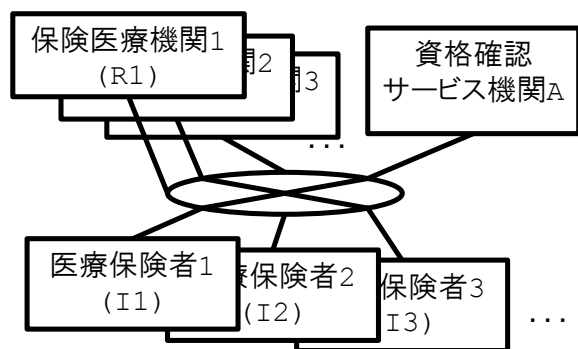 保険医療機関1
(R1)
関2
関3
...
資格確認
サービス機関A
医療保険者1
(I1)
療保険者2
(I2)
保険者3
I3)
...